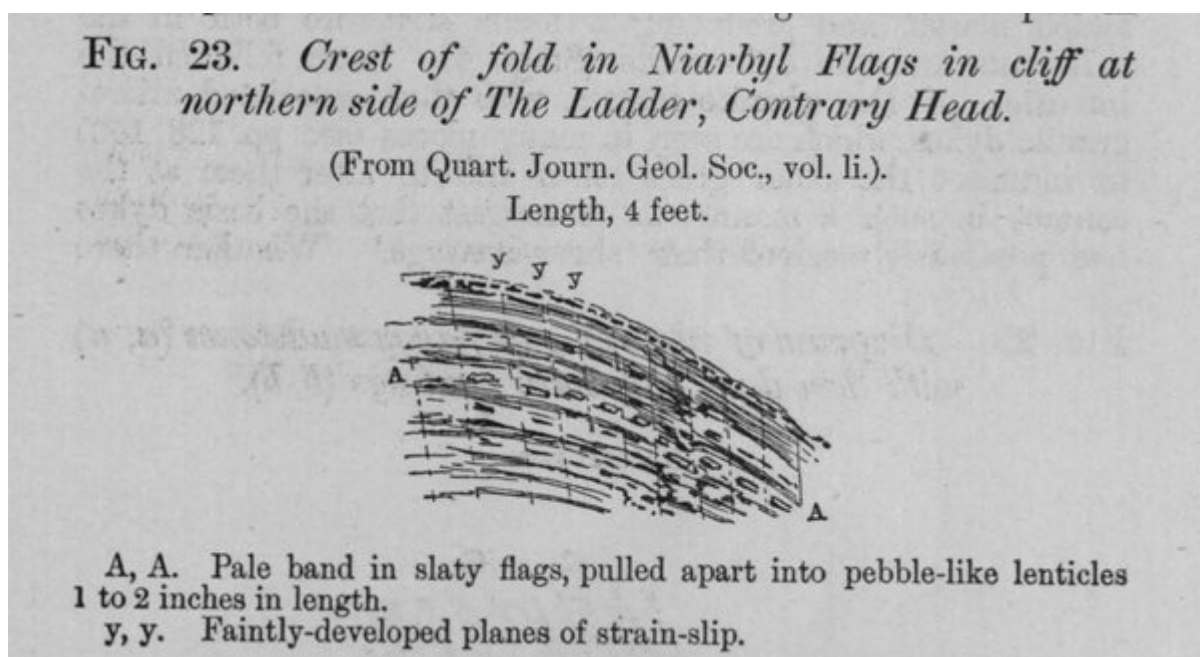 FIG. 23. Crest of fold in Niarbyl Flags in cliff at
northern side of The Ladder, Contrary Head.
(From Quart. Journ. Geol. Soc., vol. li.).
Length, 4 feet.
y y y
A
A
A, A. Pale band in slaty flags, pulled apart into pebble-like lenticles
1 to 2 inches in length.
y, y. Faintly-developed planes of strain-slip.